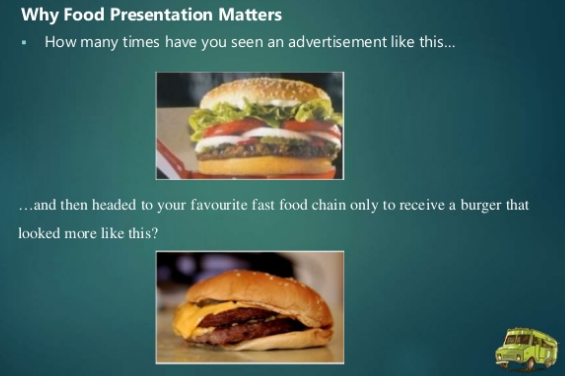 Why Food Presentation Matters
▪ How many times have you seen an advertisement like this...
...and then headed to your favourite fast food chain only to receive a burger that
looked more like this?